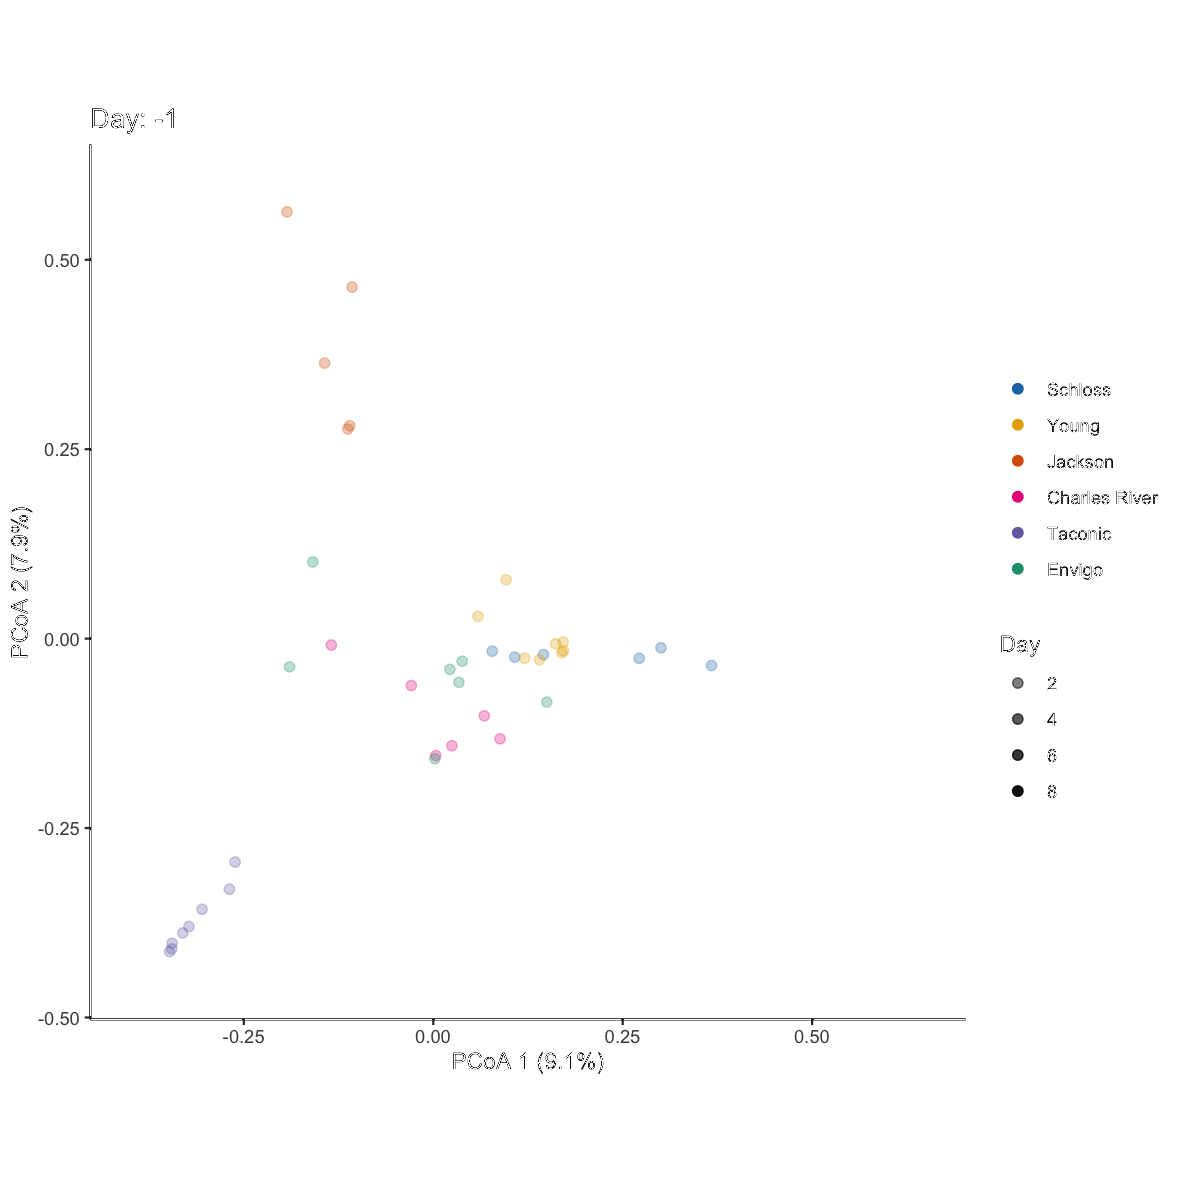 Day: -1
0.50
0.25
0.00
-0.25
-0.50
PCoA 2 (7.9%)
-0.25
0.00
0.25
0.50
PCoA 1 (9.1%)
Schloss
Young
Jackson
Charles River
Taconic
Envigo
Day
2
4
6
8